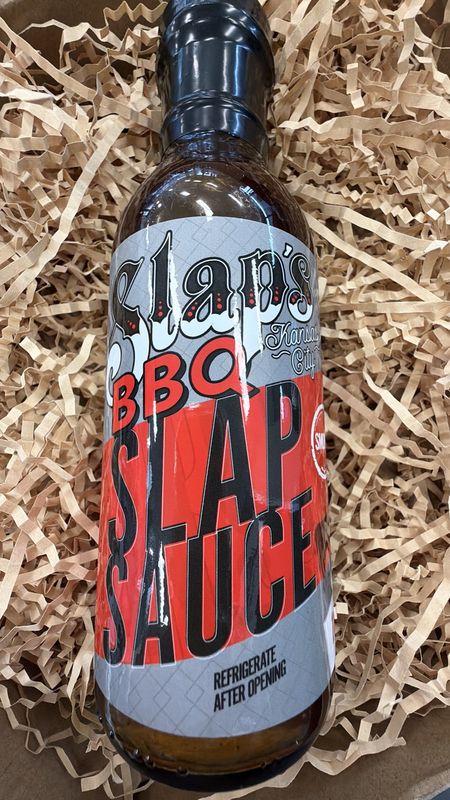 Slap's
Kansas
City
BBQ
SLAP
SAUCE
REFRIGERATE
AFTER OPENING